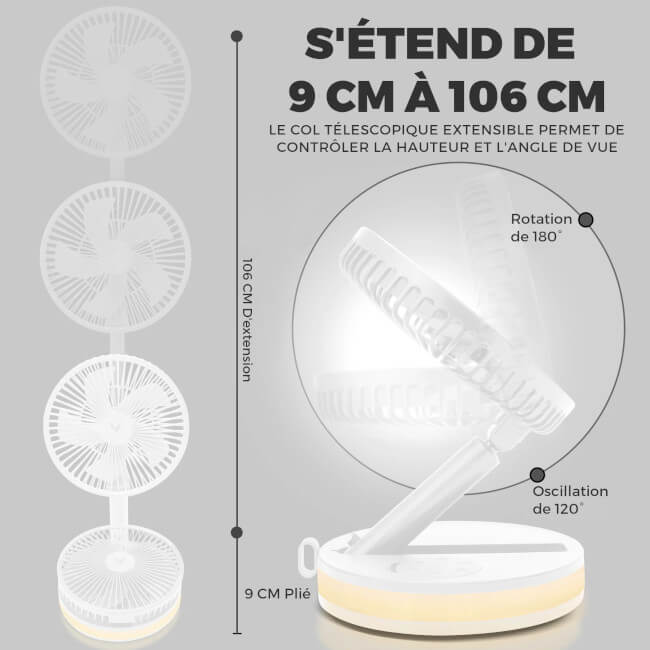 S'ÉTEND DE
9 CM À 106 CM
LE COL TÉLESCOPIQUE EXTENSIBLE PERMET DE
CONTRÔLER LA HAUTEUR ET L'ANGLE DE VUE
Rotation
de 180°
106 CM D'extension
Oscillation
de 120°
9 CM Plié